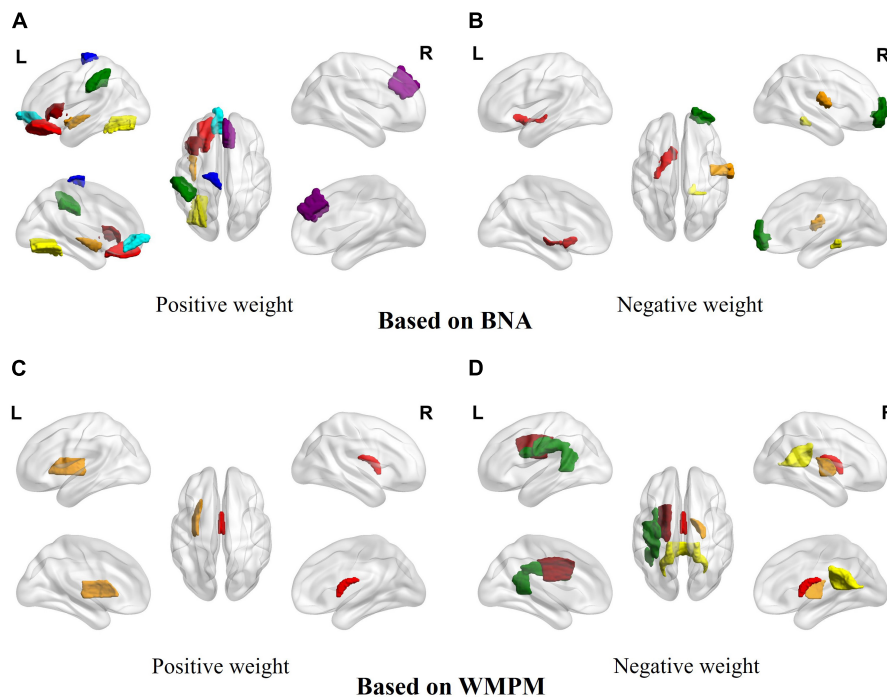 A
B
L
R
L
R
Positive weight
Negative weight
Based on BNA
C
D
L
R
L
R
Positive weight
Negative weight
Based on WMPM